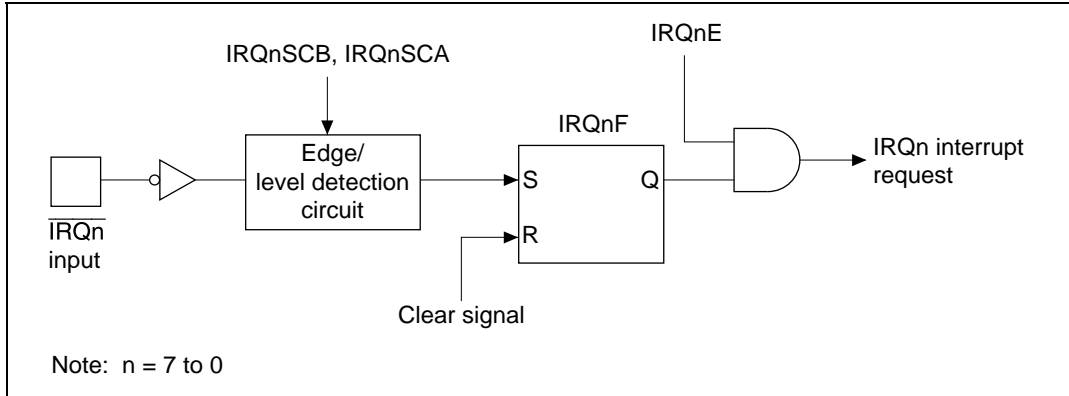 IRQnE
IRQnSCB, IRQnSCA
IRQnF
Edge/
level detection
circuit
S
Q
R
IRQn interrupt
request
IRQn
input
Clear signal
Note: n = 7 to 0